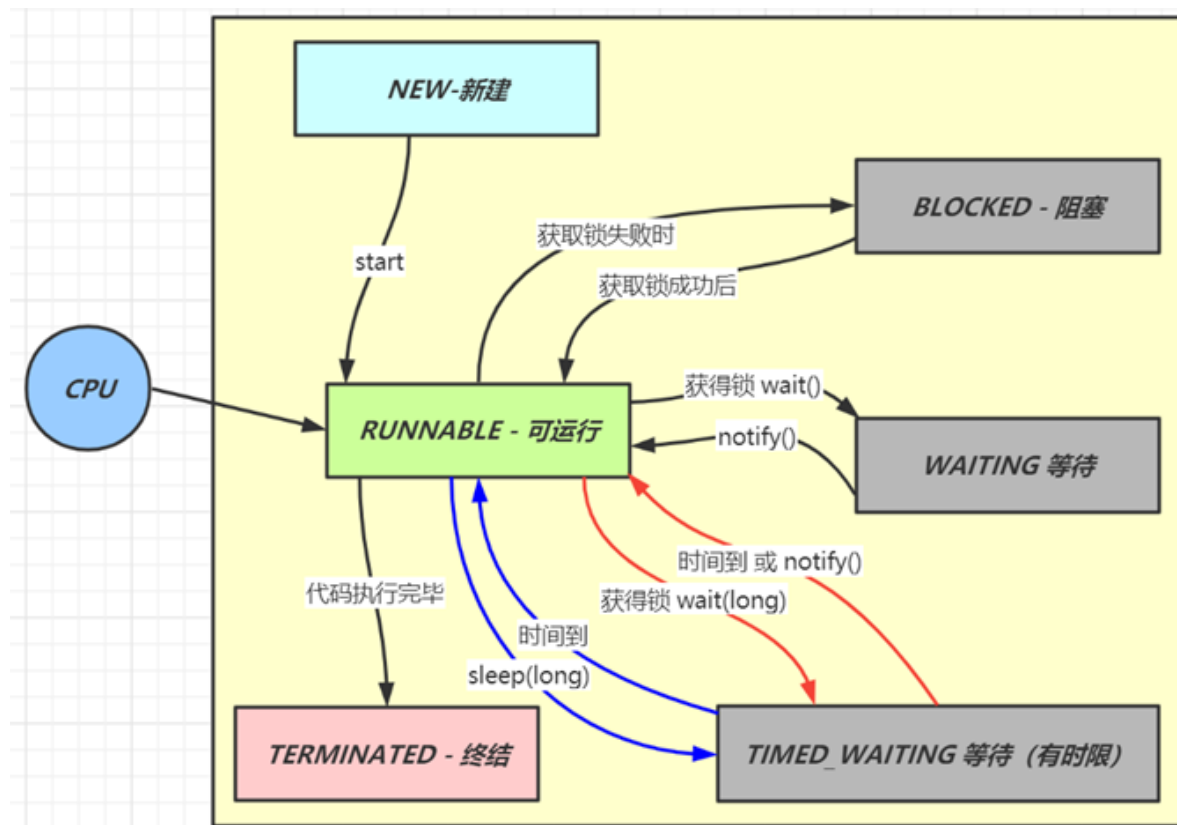 NEW-新建
BLOCKED - 阻塞
获取锁失败时
start
获取锁成功后
CPU
获得锁 wait()
RUNNABLE - 可运行
notify()
WAITING 等待
时间到 或 notify()
代码执行完毕
获得锁 wait(long)
时间到
sleep(long)
TERMINATED - 终结
TIMED_WAITING 等待（有时限）